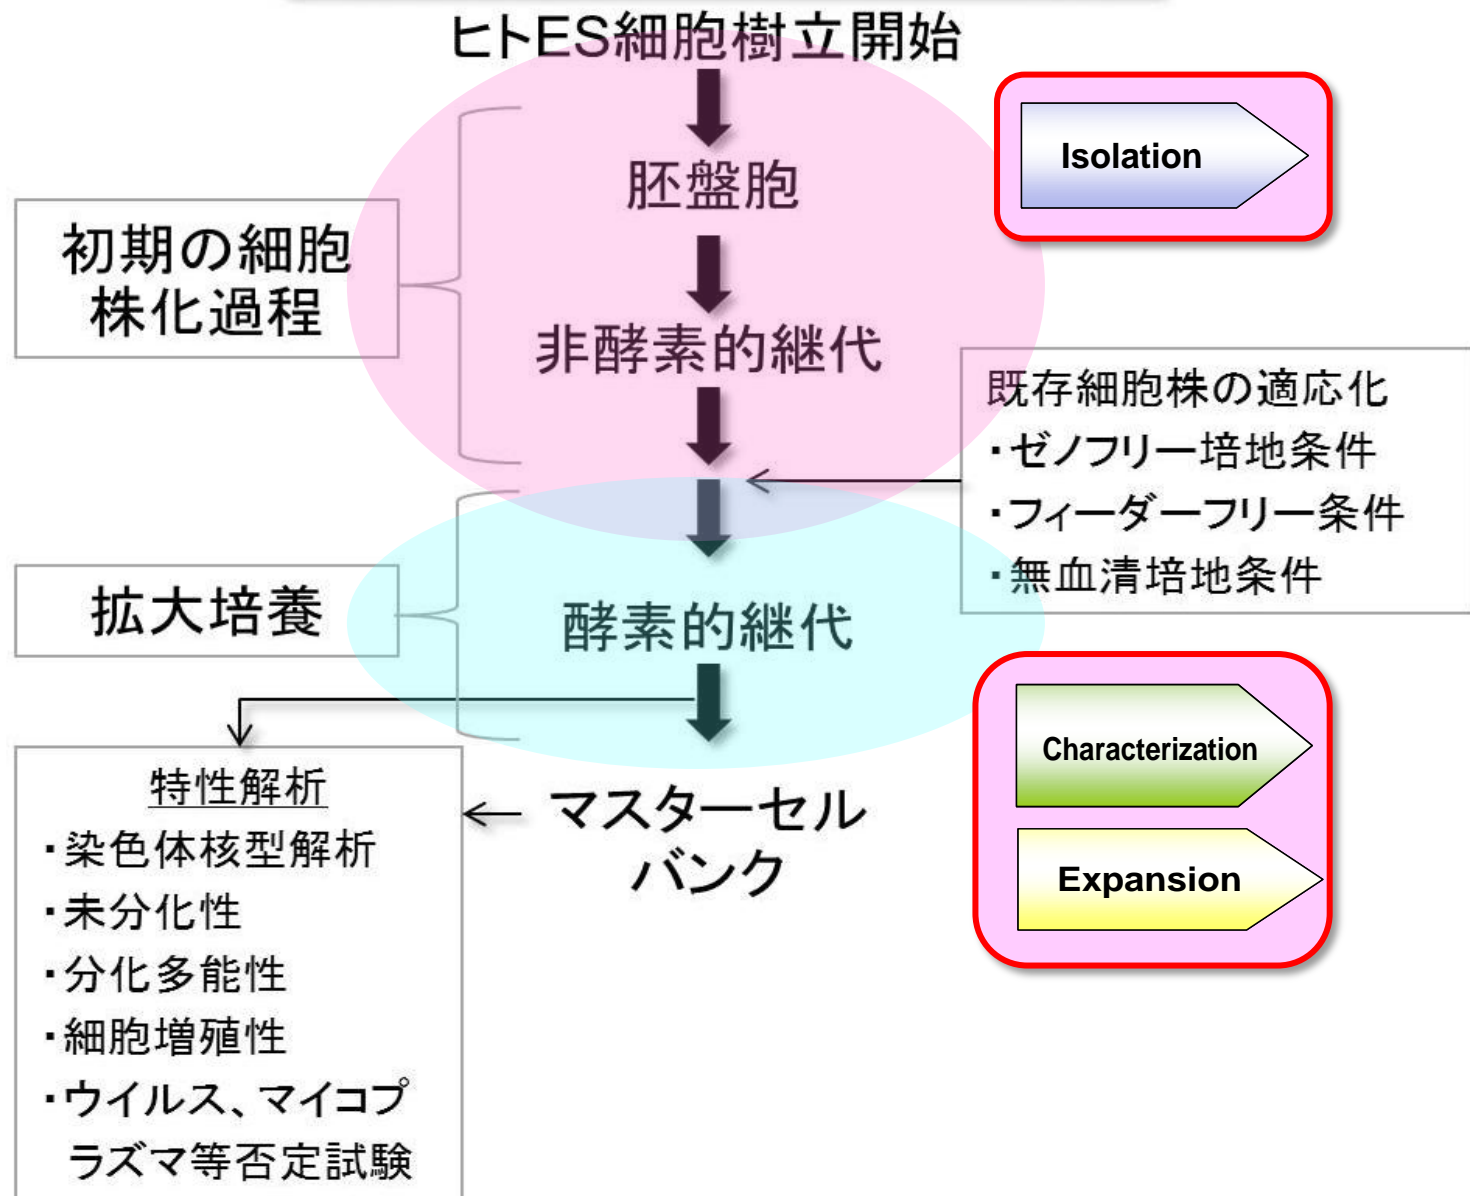 ヒトES細胞樹立開始
Isolation
胚盤胞
初期の細胞
株化過程
非酵素的継代
既存細胞株の適応化
・ゼノフリー培地条件
・フィーダーフリー条件
・無血清培地条件
拡大培養
酵素的継代
Characterization
Expansion
マスターセル
バンク
特性解析
・染色体核型解析
・未分化性
・分化多能性
・細胞増殖性
・ウイルス、マイコプ
ラズマ等否定試験